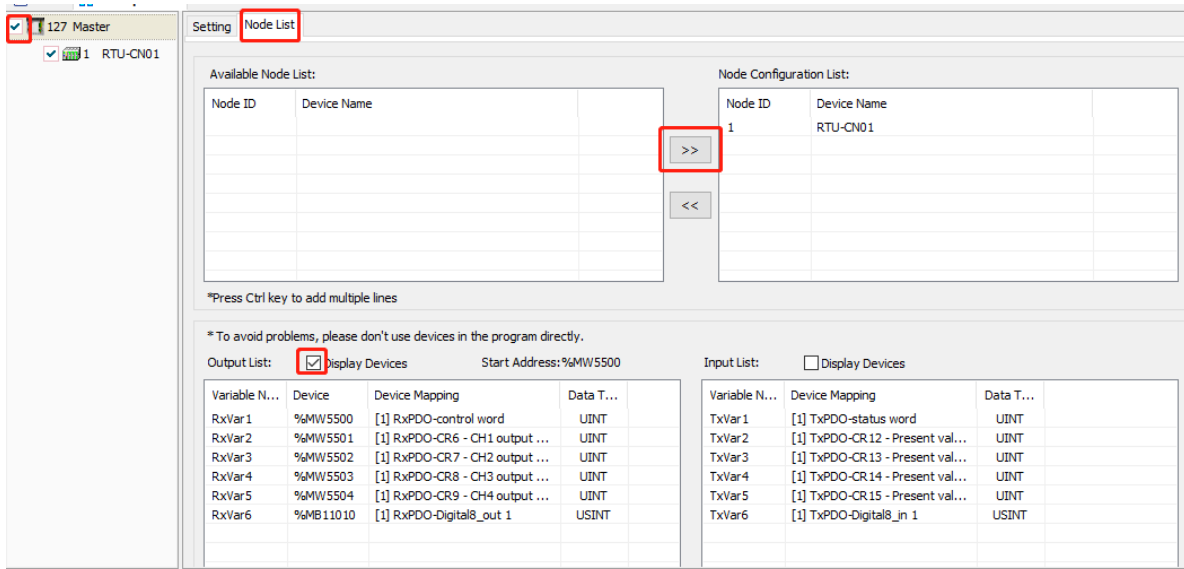 127 Master
1 RTU-CN01
Setting Node List
Available Node List:
Node ID Device Name
>>
<<
*Press Ctrl key to add multiple lines
Node Configuration List:
Node ID Device Name
1 RTU-CN01
* To avoid problems, please don't use devices in the program directly.
Output List: Display Devices Start Address: %MW5500
Variable N... Device Device Mapping Data T...
RxVar1 %MW5500 [1] RxPDO-control word UINT
RxVar2 %MW5501 [1] RxPDO-CR6 - CH1 output ... UINT
RxVar3 %MW5502 [1] RxPDO-CR7 - CH2 output ... UINT
RxVar4 %MW5503 [1] RxPDO-CR8 - CH3 output ... UINT
RxVar5 %MW5504 [1] RxPDO-CR9 - CH4 output ... UINT
RxVar6 %MB11010 [1] RxPDO-Digital8_out 1 USINT
Input List: Display Devices
Variable N... Device Mapping Data T...
TxVar1 [1] TxPDO-status word UINT
TxVar2 [1] TxPDO-CR12 - Present val... UINT
TxVar3 [1] TxPDO-CR13 - Present val... UINT
TxVar4 [1] TxPDO-CR14 - Present val... UINT
TxVar5 [1] TxPDO-CR15 - Present val... UINT
TxVar6 [1] TxPDO-Digital8_in 1 USINT